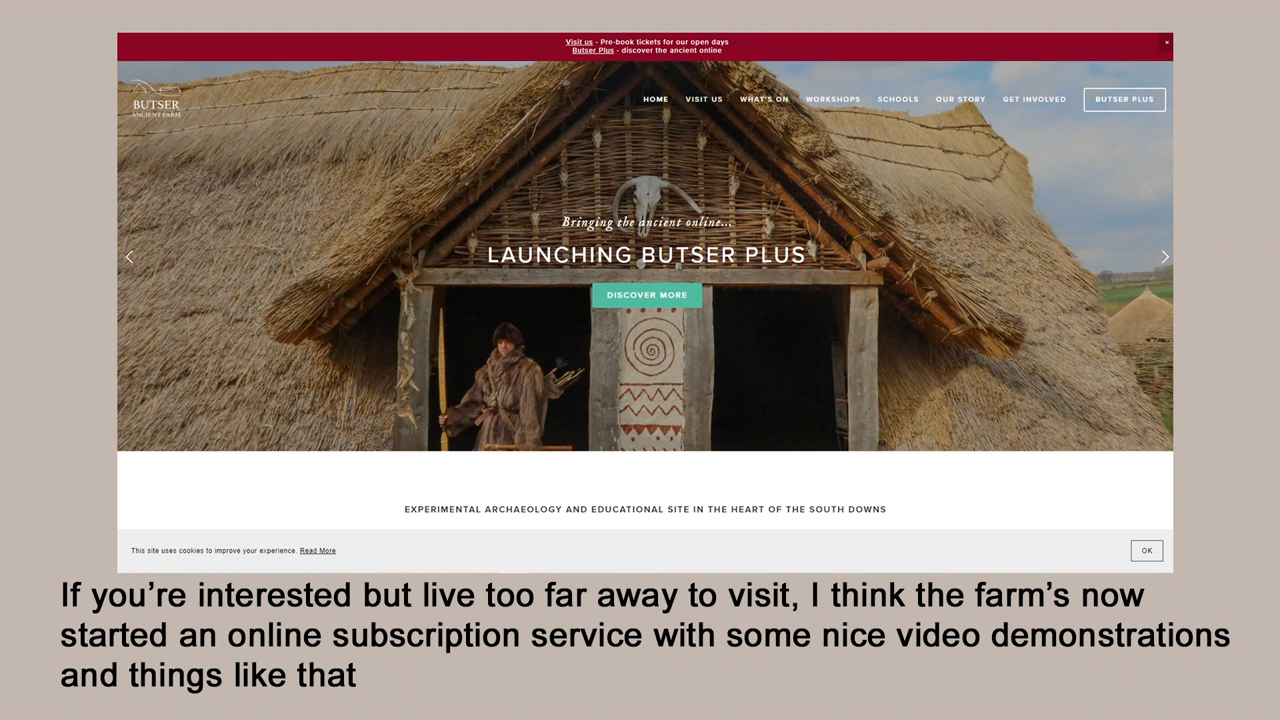 Visit us - Pre-book tickets for our open days
×
Butser Plus - discover the ancient online
BUTSER
ANCIENT FARM
HOME VISIT US WHAT'S ON WORKSHOPS SCHOOLS OUR STORY GET INVOLVED BUTSER PLUS
Bringing the ancient online...
LAUNCHING BUTSER PLUS
DISCOVER MORE
EXPERIMENTAL ARCHAEOLOGY AND EDUCATIONAL SITE IN THE HEART OF THE SOUTH DOWNS
This site uses cookies to improve your experience. Read More
OK
If you’re interested but live too far away to visit, I think the farm’s now
started an online subscription service with some nice video demonstrations
and things like that